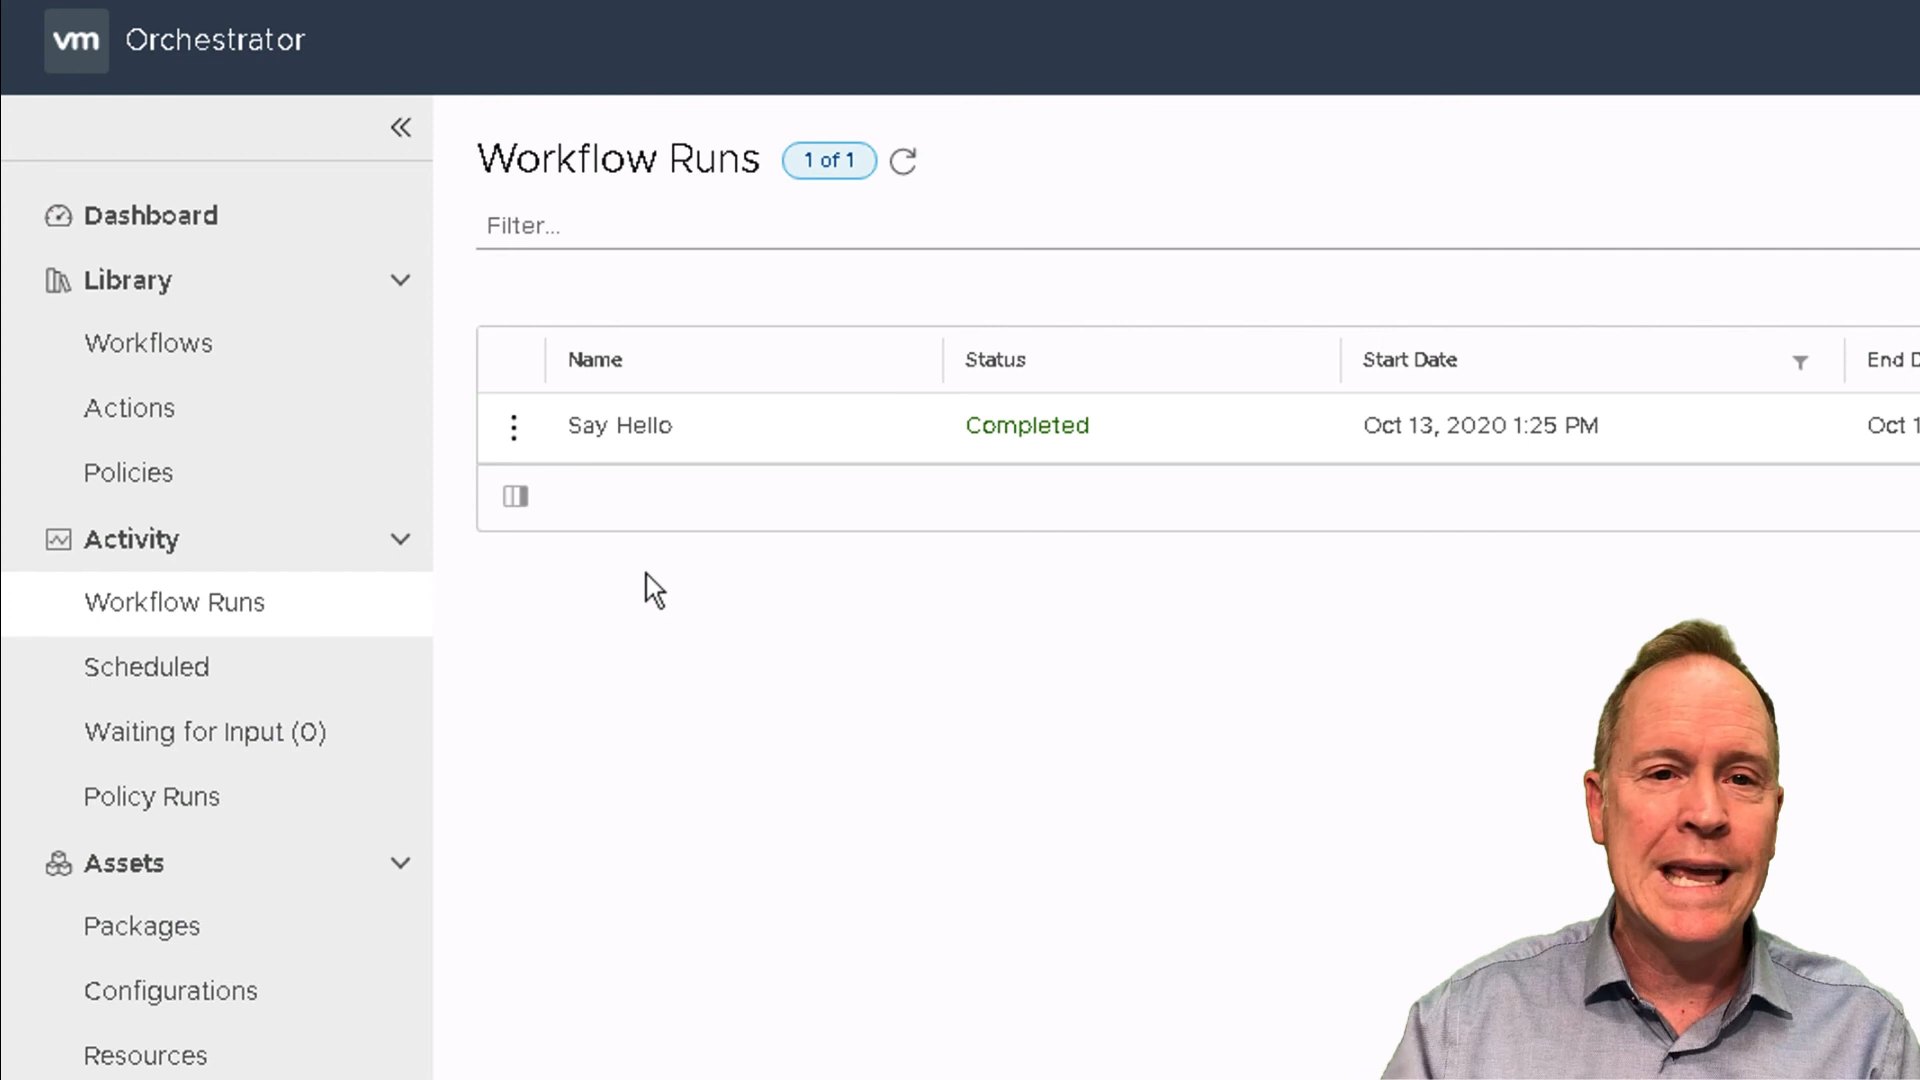 vm Orchestrator
Dashboard
Library
Workflows
Actions
Policies
Activity
Workflow Runs
Scheduled
Waiting for Input (0)
Policy Runs
Assets
Packages
Configurations
Resources
Workflow Runs 1 of 1
Filter...
Name Status Start Date End D
Say Hello Completed Oct 13, 2020 1:25 PM Oct 1